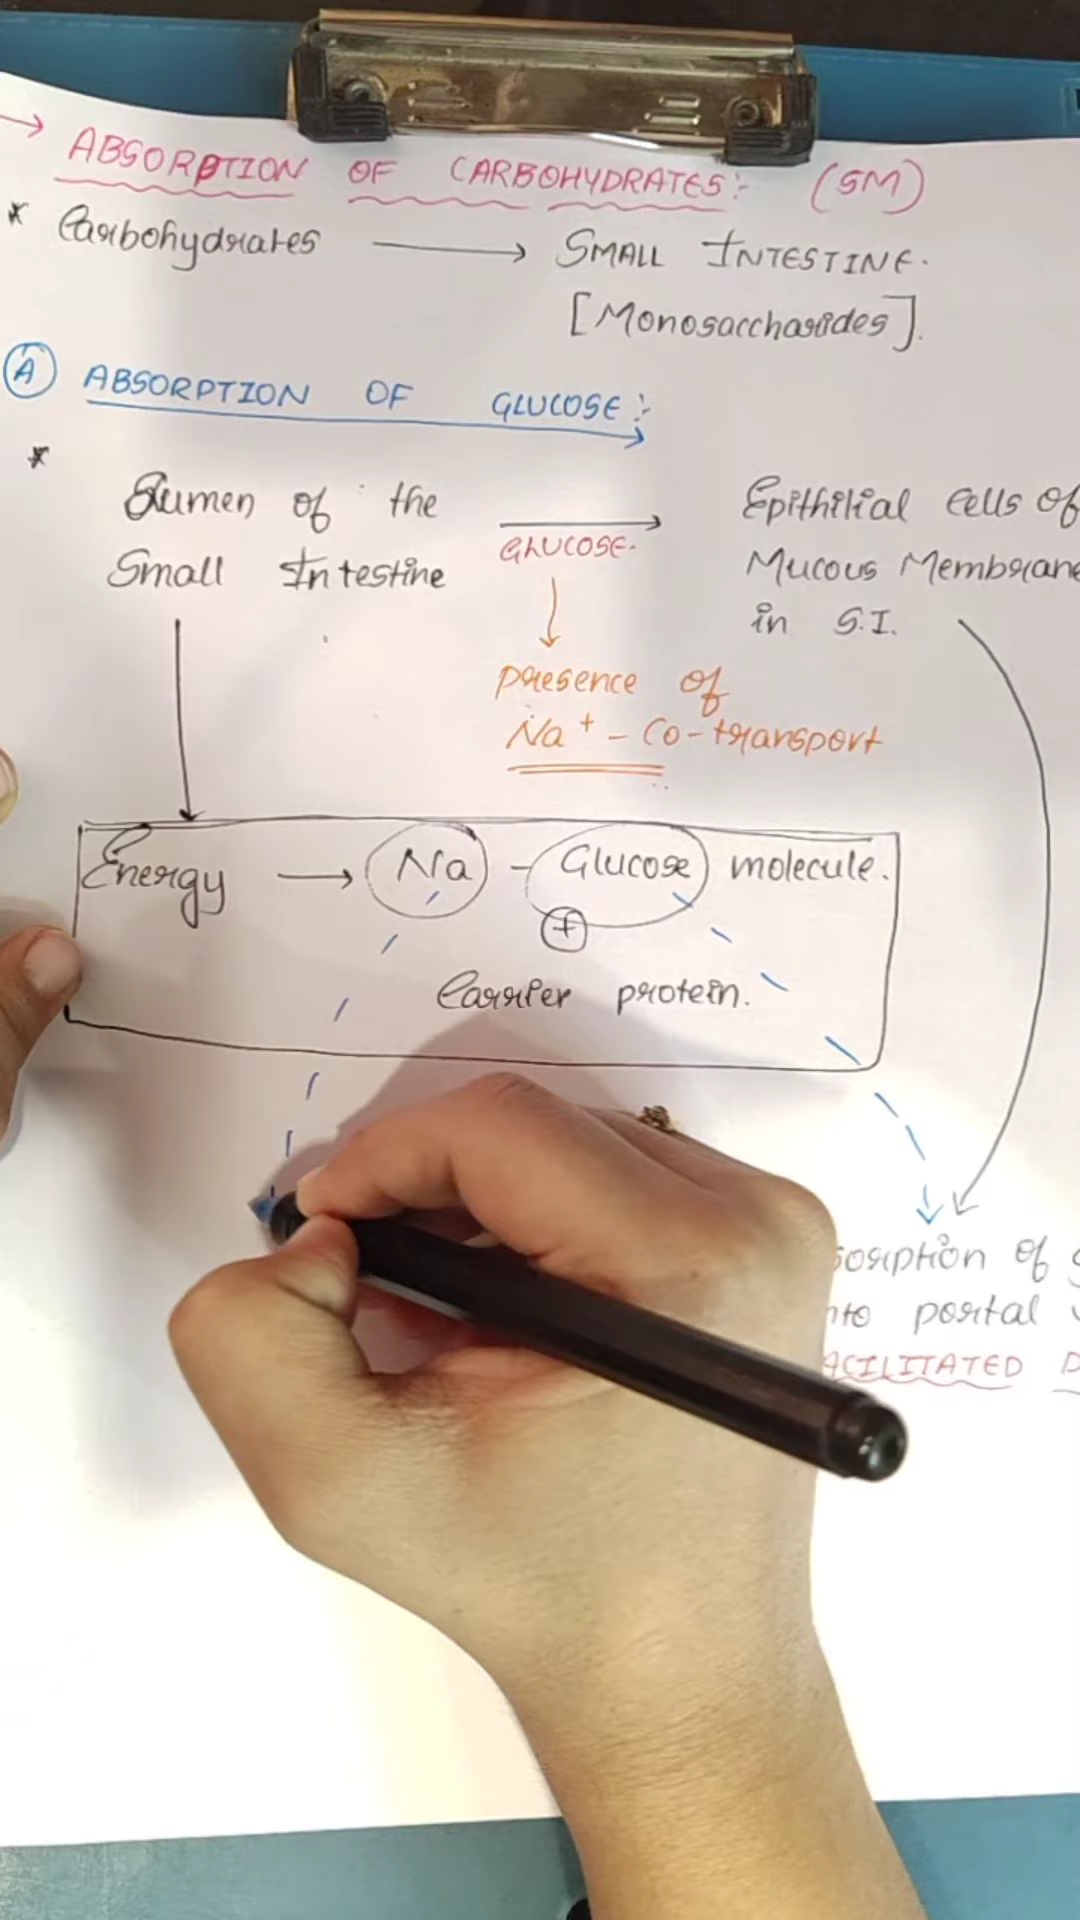 → ABSORPTION OF CARBOHYDRATES:- (5M)
* Carbohydrates → SMALL INTESTINE.
[Monosaccharides].
A ABSORPTION OF GLUCOSE:-
* Lumen of the Small Intestine → GLUCOSE. Epithilial Cells of Mucous Membrane in S.I.
↓
presence of
Na+ - Co-transport
Energy → Na - Glucose molecule.
+
Carrier protein.
of
portal